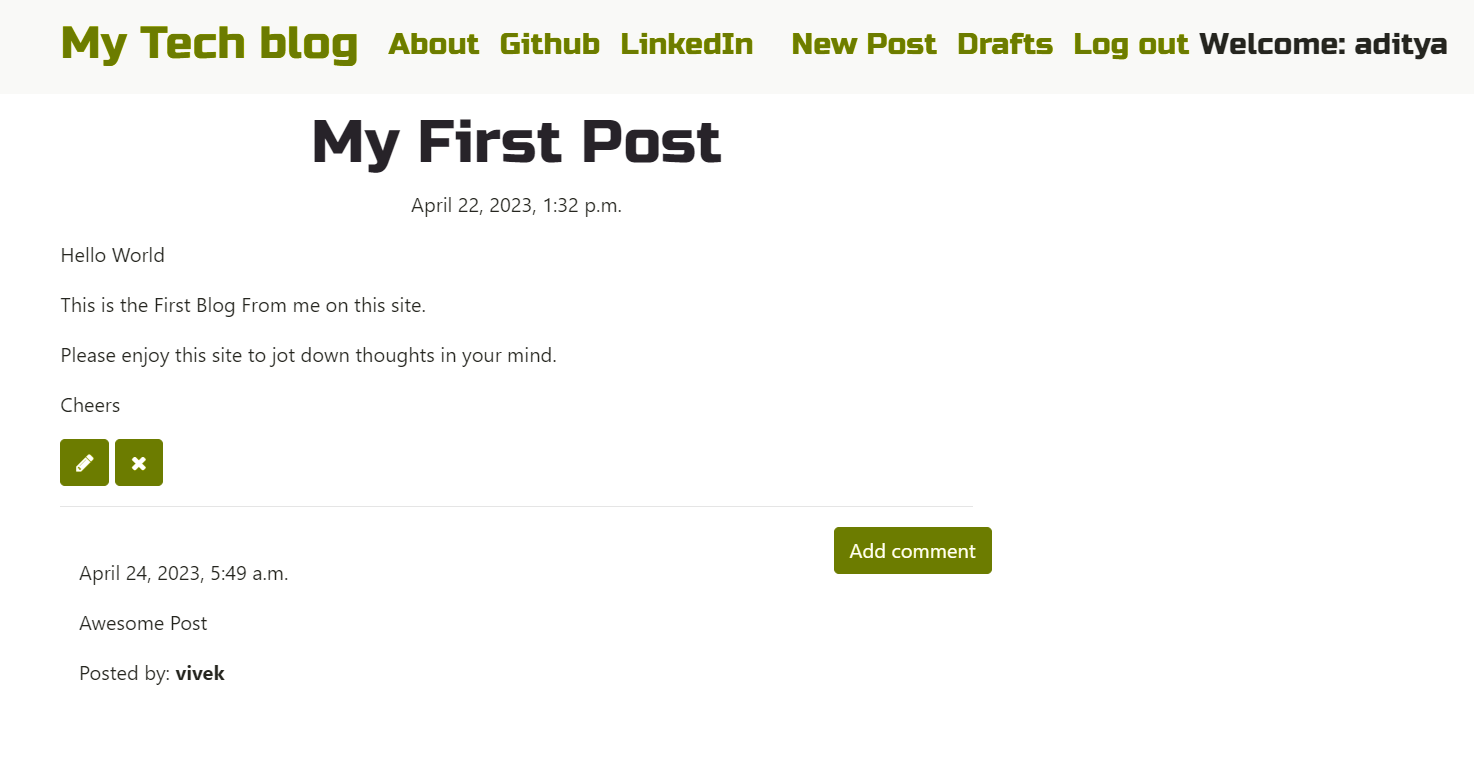 My Tech blog About Github LinkedIn New Post Drafts Log out Welcome: aditya
My First Post
April 22, 2023, 1:32 p.m.
Hello World
This is the First Blog From me on this site.
Please enjoy this site to jot down thoughts in your mind.
Cheers
Add comment
April 24, 2023, 5:49 a.m.
Awesome Post
Posted by: vivek